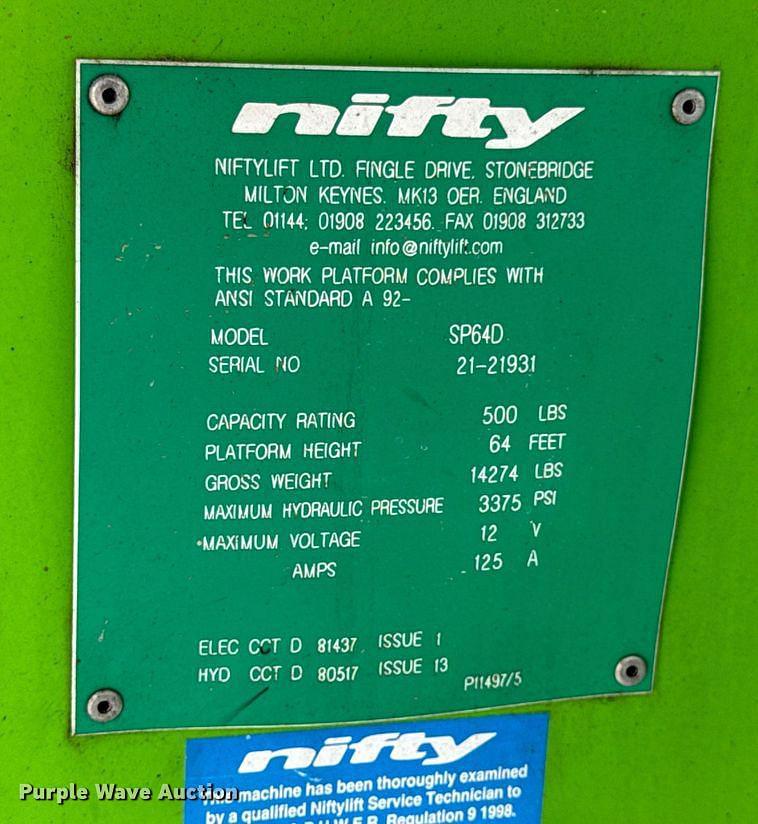 nifty
NIFTYLIFT LTD. FINGLE DRIVE. STONEBRIDGE
MILTON KEYNES. MK13 OER. ENGLAND
TEL 01144: 01908 223456. FAX 01908 312733
e-mail info@niftylift.com
THIS WORK PLATFORM COMPLIES WITH
ANSI STANDARD A 92-
MODEL SP64D
SERIAL NO 21-21931
CAPACITY RATING 500 LBS
PLATFORM HEIGHT 64 FEET
GROSS WEIGHT 14274 LBS
MAXIMUM HYDRAULIC PRESSURE 3375 PSI
MAXIMUM VOLTAGE 12 V
AMPS 125 A
ELEC CCT D 81437 ISSUE 1
HYD CCT D 80517 ISSUE 13
P11497/5
nifty
This machine has been thoroughly examined
by a qualified Niftylift Service Technician to
P.U.W.E.R. Regulation 9 1998.
Purple Wave Auction